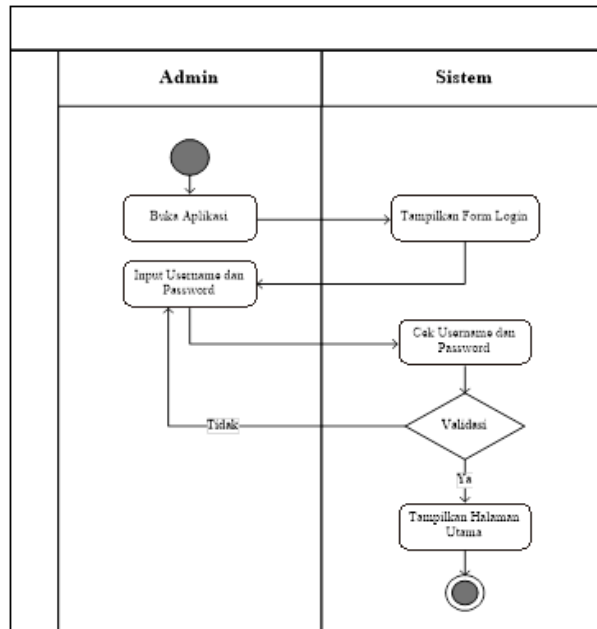 Admin
Sistem
Buka Aplikasi
Tampilkan Form Login
Input Username dan
Password
Cek Username dan
Password
Tidak
Validasi
Ya
Tampilkan Halaman
Utama